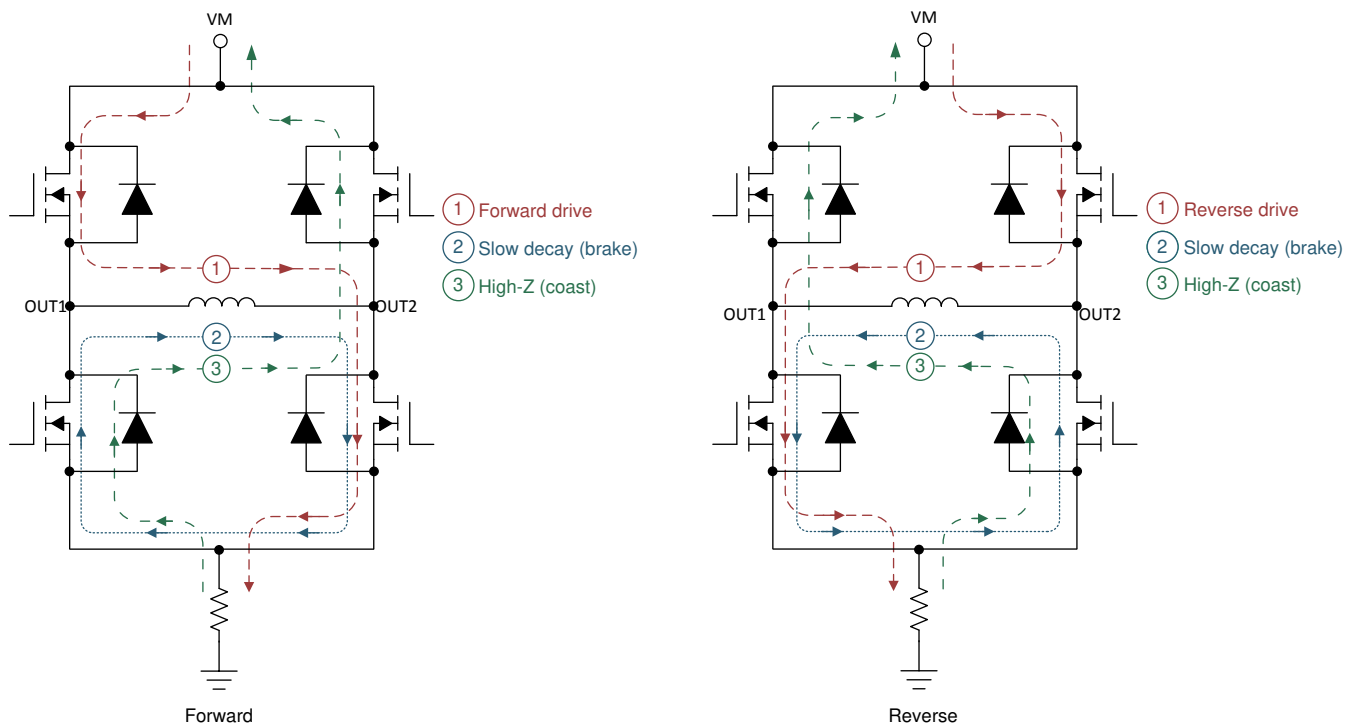 VM
1 Forward drive
2 Slow decay (brake)
3 High-Z (coast)
1
OUT1
OUT2
2
3
Forward
VM
1 Reverse drive
2 Slow decay (brake)
3 High-Z (coast)
1
OUT1
OUT2
2
3
Reverse